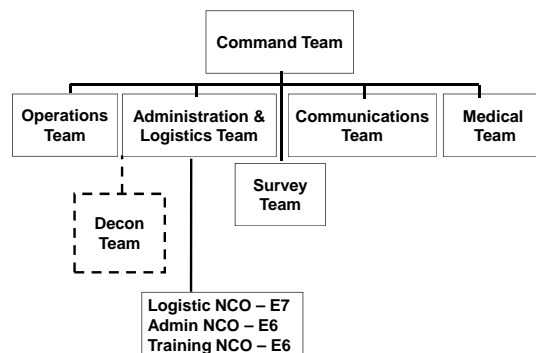 Command Team
Operations
Team
Administration &
Logistics Team
Communications
Team
Medical
Team
Survey
Team
Decon
Team
Logistic NCO – E7
Admin NCO – E6
Training NCO – E6